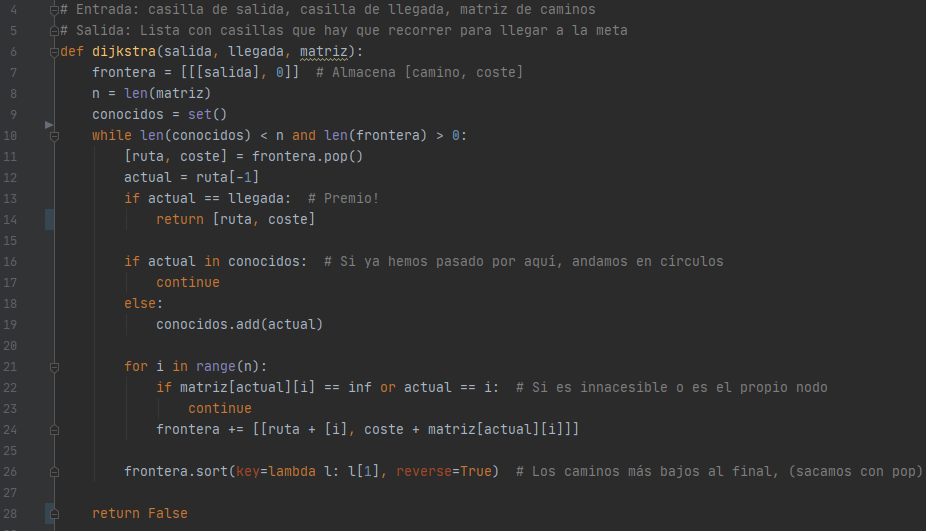 4 # Entrada: casilla de salida, casilla de llegada, matriz de caminos
5 # Salida: Lista con casillas que hay que recorrer para llegar a la meta
6 def dijkstra(salida, llegada, matriz):
7     frontera = [[[salida], 0]]  # Almacena [camino, coste]
8     n = len(matriz)
9     conocidos = set()
10     while len(conocidos) < n and len(frontera) > 0:
11         [ruta, coste] = frontera.pop()
12         actual = ruta[-1]
13         if actual == llegada:  # Premio!
14             return [ruta, coste]
15
16         if actual in conocidos:  # Si ya hemos pasado por aquí, andamos en círculos
17             continue
18         else:
19             conocidos.add(actual)
20
21         for i in range(n):
22             if matriz[actual][i] == inf or actual == i:  # Si es innacesible o es el propio nodo
23                 continue
24             frontera += [[ruta + [i], coste + matriz[actual][i]]]
25
26         frontera.sort(key=lambda l: l[1], reverse=True)  # Los caminos más bajos al final, (sacamos con pop)
27
28     return False